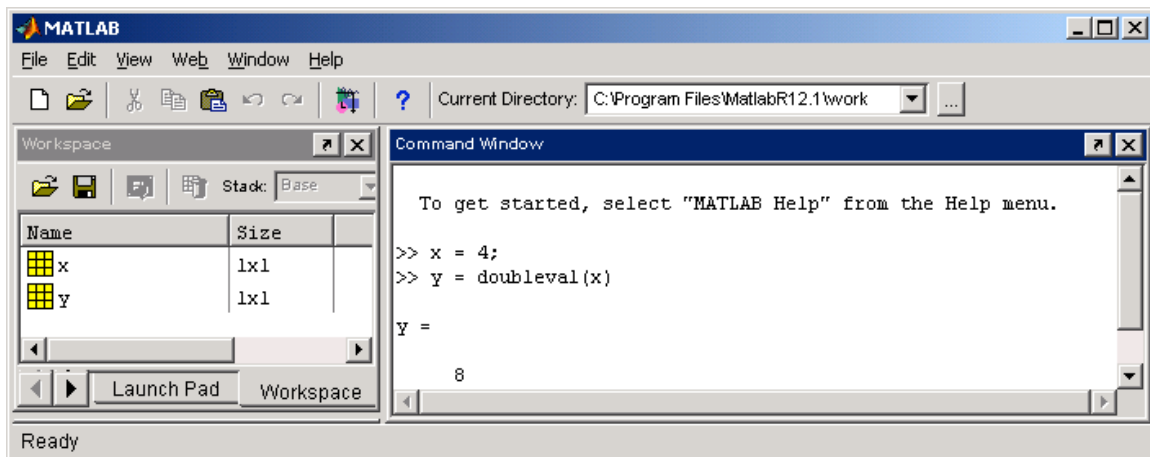 MATLAB
File Edit View Web Window Help
? Current Directory: C:\Program Files\MatlabR12.1\work ...
Workspace
Stack: Base
Name Size
x 1x1
y 1x1
Launch Pad Workspace
Command Window
To get started, select "MATLAB Help" from the Help menu.
>> x = 4;
>> y = doubleval(x)
y =
8
Ready